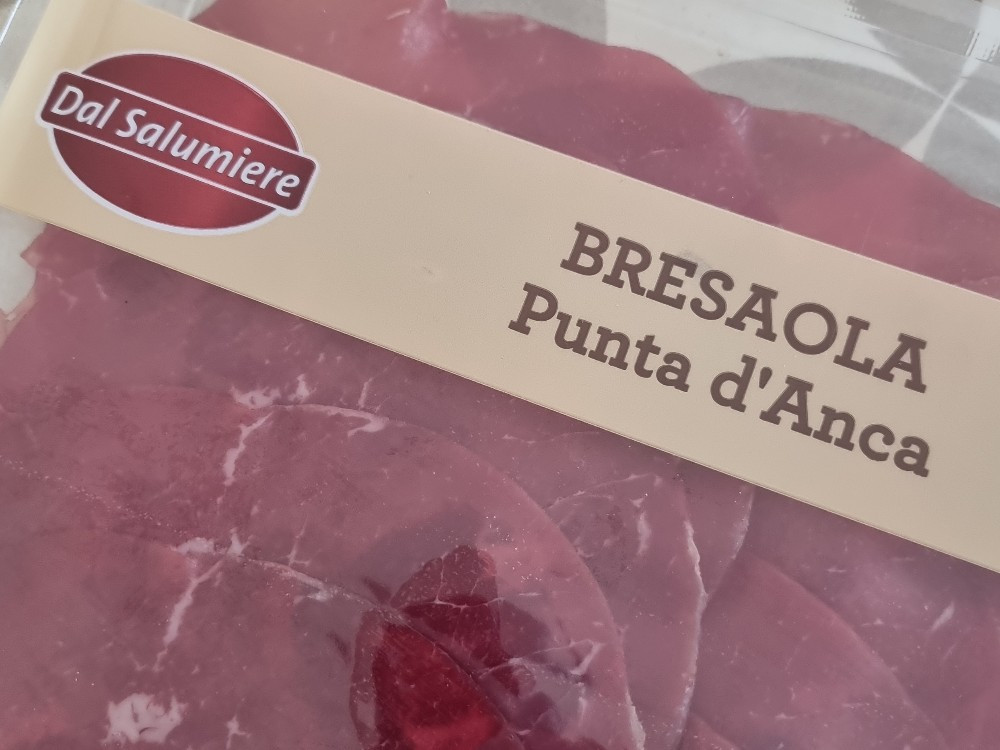 Dal Salumiere
BRESAOLA
Punta d'Anca